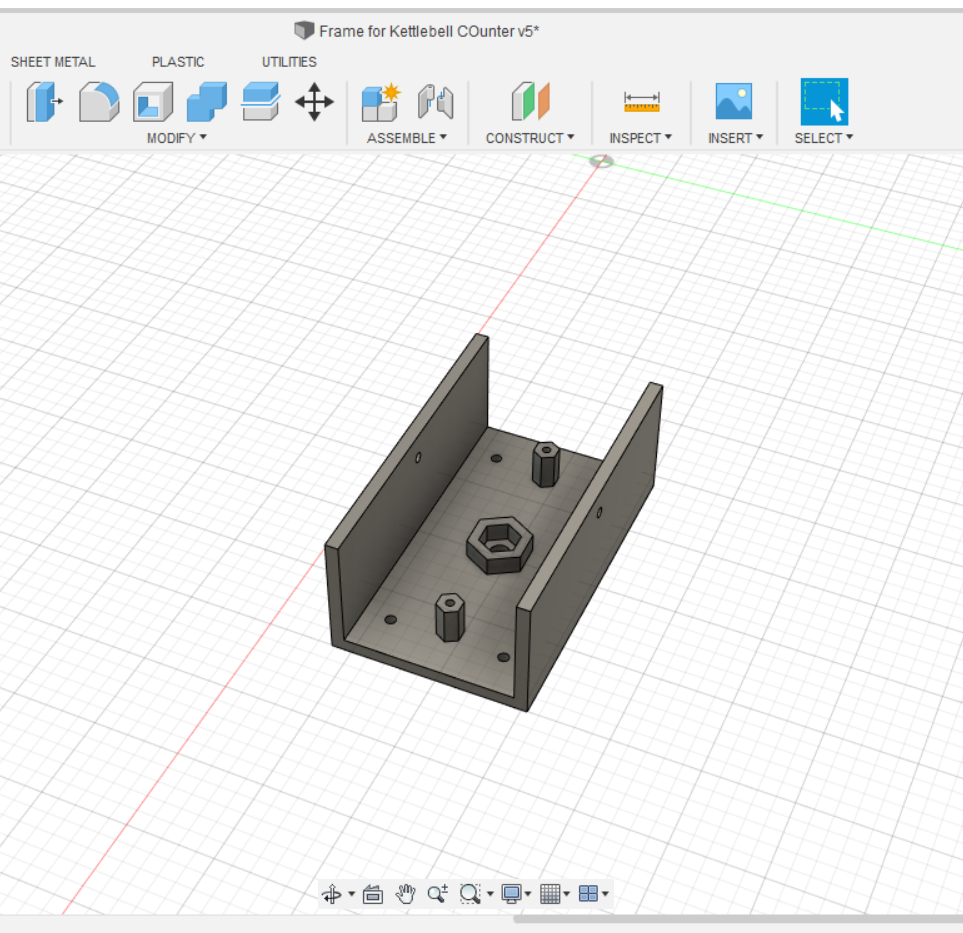 Frame for Kettlebell COunter v5*
SHEET METAL PLASTIC UTILITIES
MODIFY ASSEMBLE CONSTRUCT INSPECT INSERT SELECT